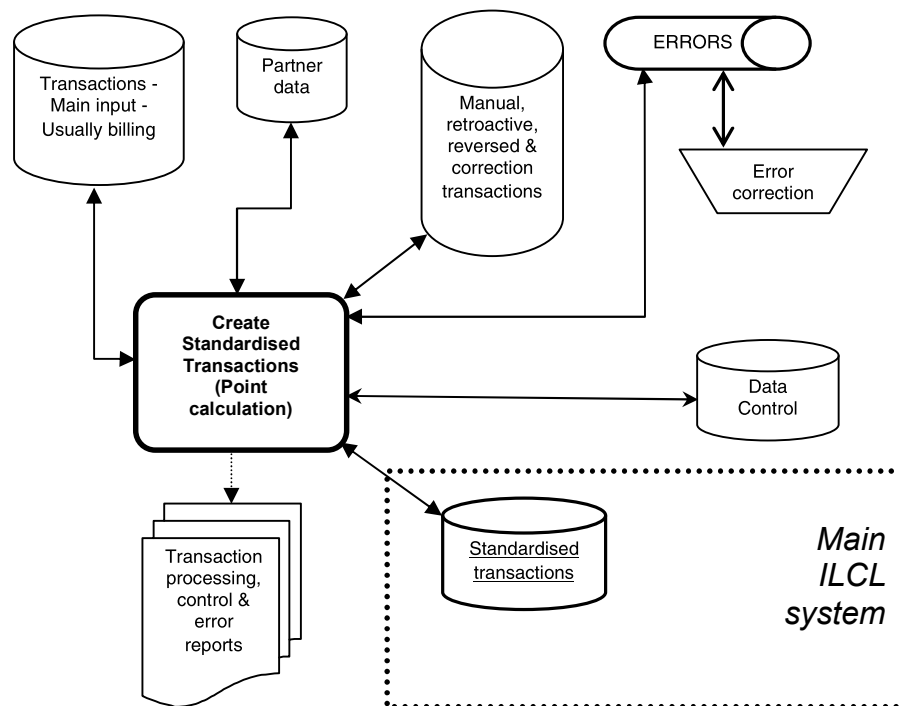 Transactions -
Main input -
Usually billing
Partner
data
Manual,
retroactive,
reversed &
correction
transactions
ERRORS
Error
correction
Create
Standardised
Transactions
(Point
calculation)
Data
Control
Transaction
processing,
control &
error
reports
Standardised
transactions
Main
ILCL
system